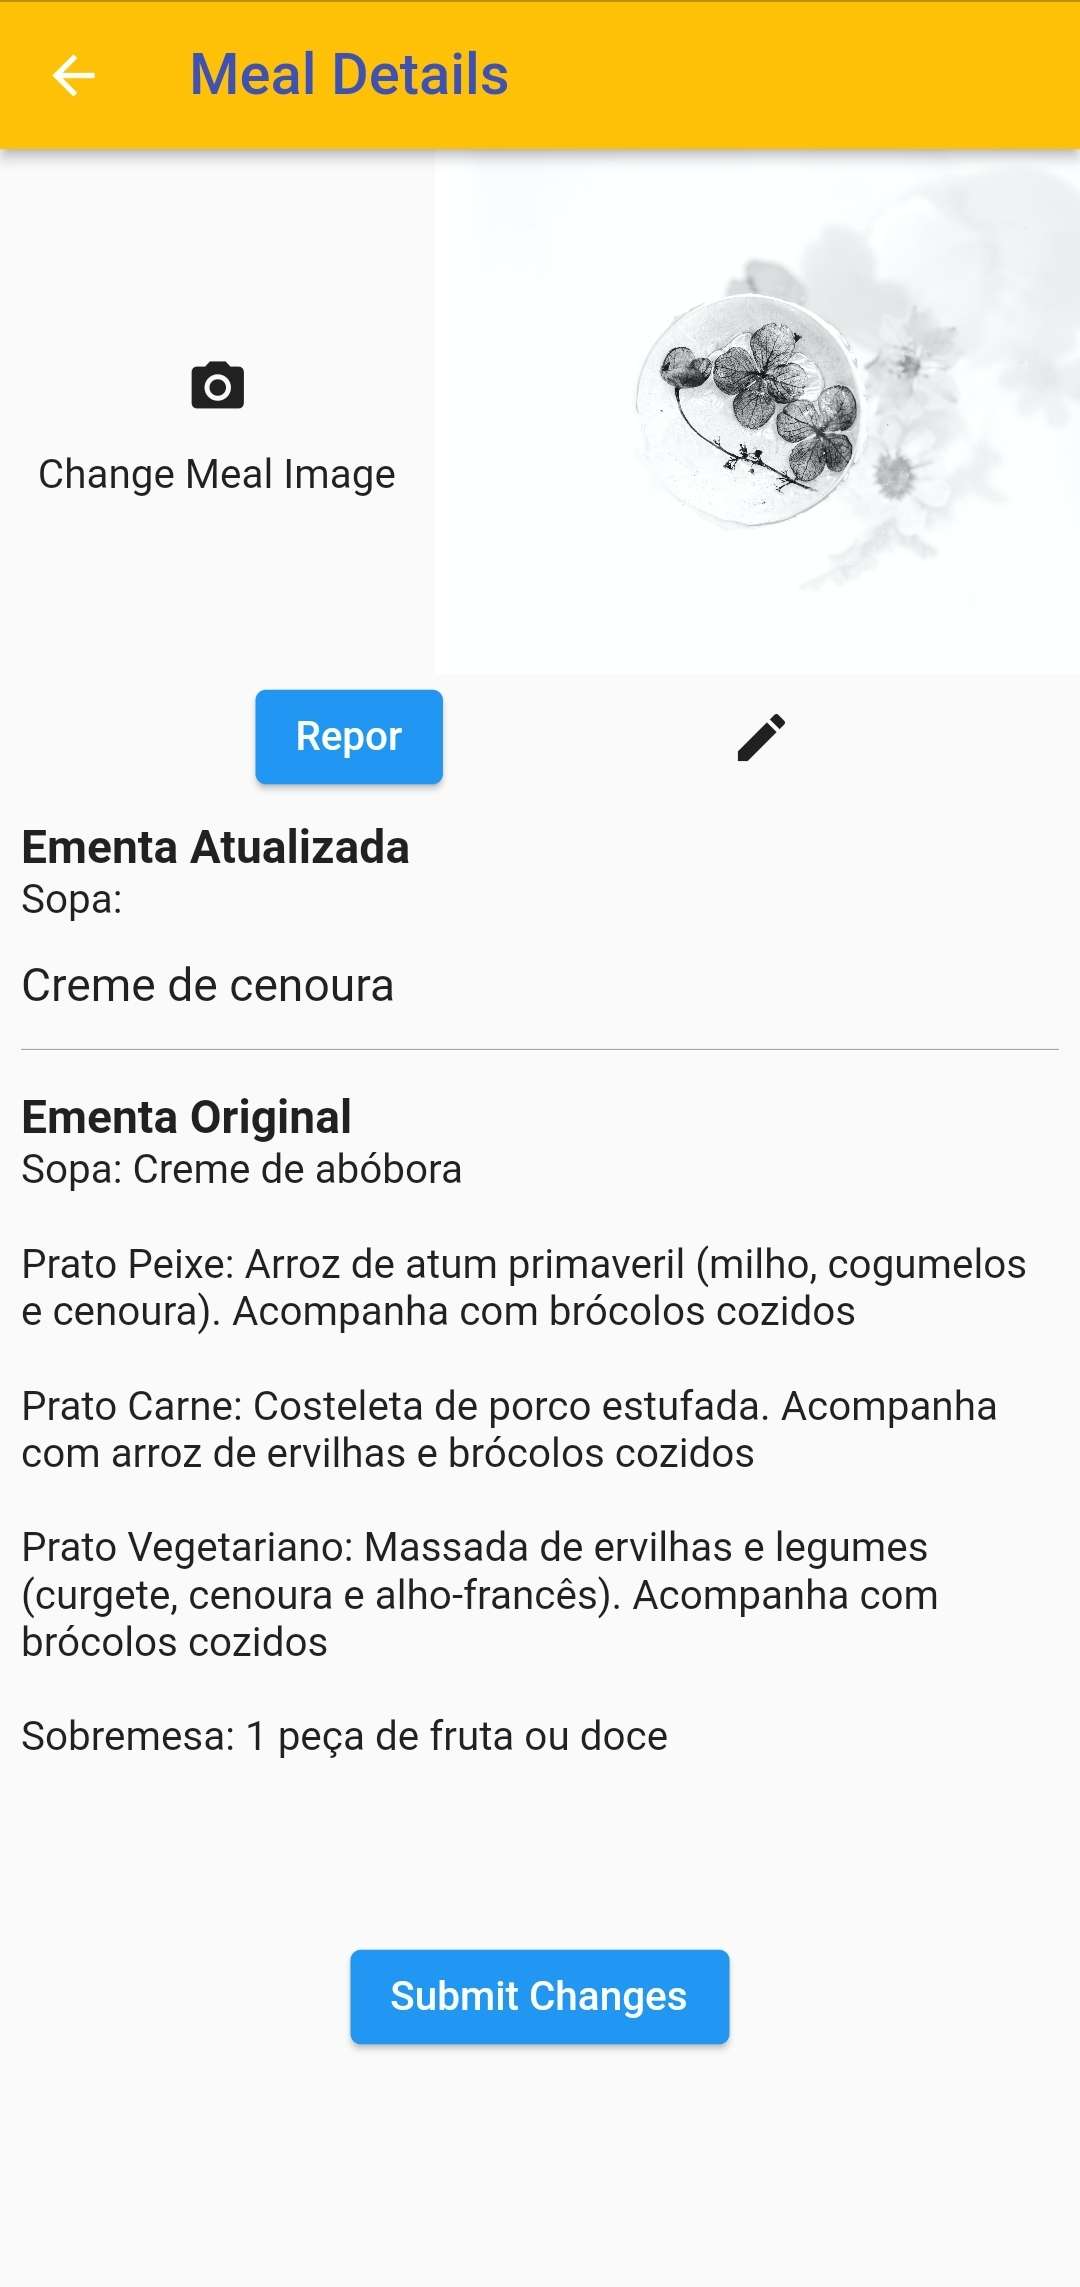 Meal Details
Change Meal Image
Repor
Ementa Atualizada
Sopa:
Creme de cenoura
Ementa Original
Sopa: Creme de abóbora
Prato Peixe: Arroz de atum primaveril (milho, cogumelos
e cenoura). Acompanha com brócolos cozidos
Prato Carne: Costeleta de porco estufada. Acompanha
com arroz de ervilhas e brócolos cozidos
Prato Vegetariano: Massada de ervilhas e legumes
(curgete, cenoura e alho-francês). Acompanha com
brócolos cozidos
Sobremesa: 1 peça de fruta ou doce
Submit Changes